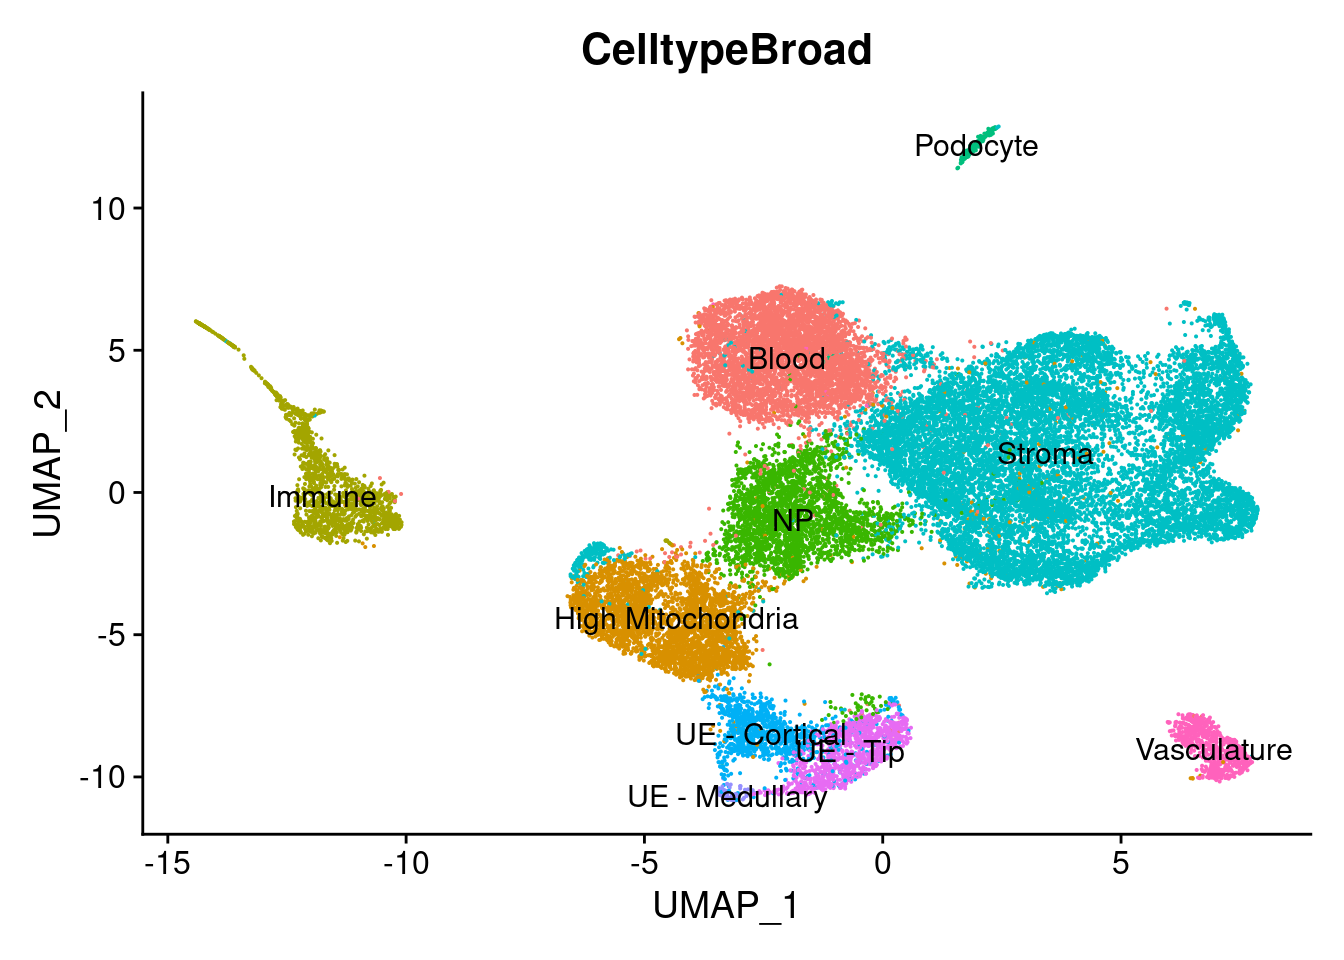 CelltypeBroad
Podocyte
10
5
Blood
Stroma
UMAP_2
0
Immune
NP
High Mitochondria
-5
UE - Cortical
UE - Tip
Vasculature
-10
UE - Medullary
-15
-10
-5
0
5
UMAP_1